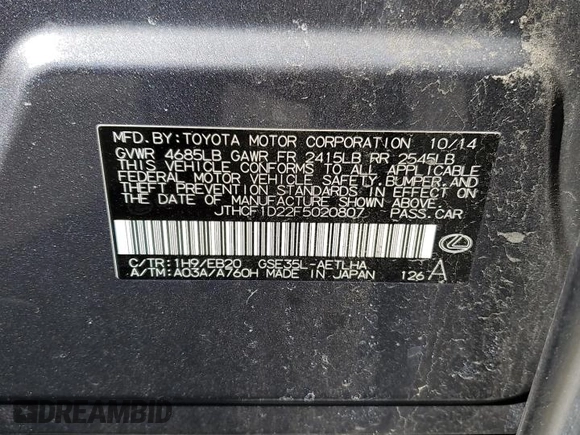 MFD. BY: TOYOTA MOTOR CORPORATION 10/14
GVWR 4685LB GAWR FR 2415LB RR 2545LB
THIS VEHICLE CONFORMS TO ALL APPLICABLE
FEDERAL MOTOR VEHICLE SAFETY, BUMPER, AND
THEFT PREVENTION STANDARDS IN EFFECT ON
THE DATE OF MANUFACTURE SHOWN ABOVE.
JTHCF1D22F5020807 PASS. CAR
C/TR: 1H9/EB20 GSE35L-AETLHA
A/TM: A03A/A760H MADE IN JAPAN 126 A
DREAMBID